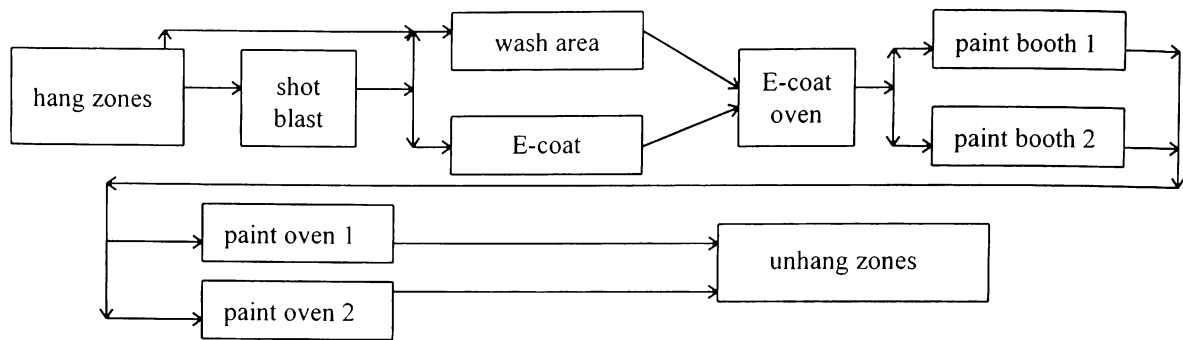 hang zones
shot
blast
wash area
E-coat
E-coat
oven
paint booth 1
paint booth 2
paint oven 1
paint oven 2
unhang zones